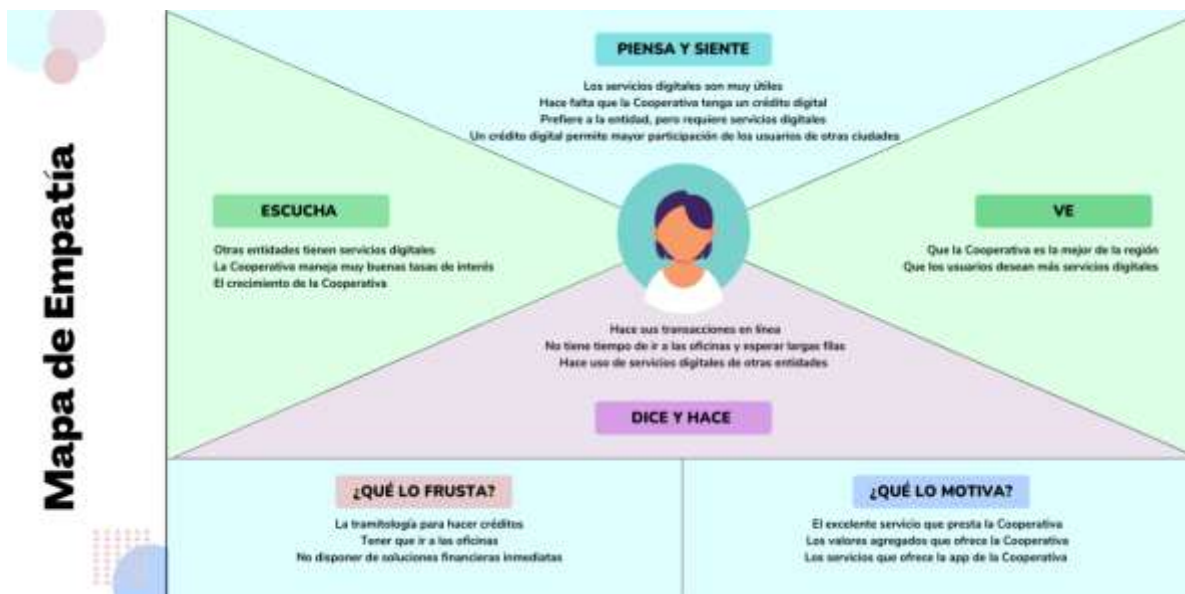 Mapa de Empatía
PIENSA Y SIENTE
Los servicios digitales son muy útiles
Hace falta que la Cooperativa tenga un crédito digital
Prefiere a la entidad, pero requiere servicios digitales
Un crédito digital permite mayor participación de los usuarios de otras ciudades
ESCUCHA
Otras entidades tienen servicios digitales
La Cooperativa maneja muy buenas tasas de interés
El crecimiento de la Cooperativa
VE
Que la Cooperativa es la mejor de la región
Que los usuarios desean más servicios digitales
Hace sus transacciones en línea
No tiene tiempo de ir a las oficinas y esperar largas filas
Hace uso de servicios digitales de otras entidades
DICE Y HACE
¿QUÉ LO FRUSTA?
La tramitología para hacer créditos
Tener que ir a las oficinas
No disponer de soluciones financieras inmediatas
¿QUÉ LO MOTIVA?
El excelente servicio que presta la Cooperativa
Los valores agregados que ofrece la Cooperativa
Los servicios que ofrece la app de la Cooperativa